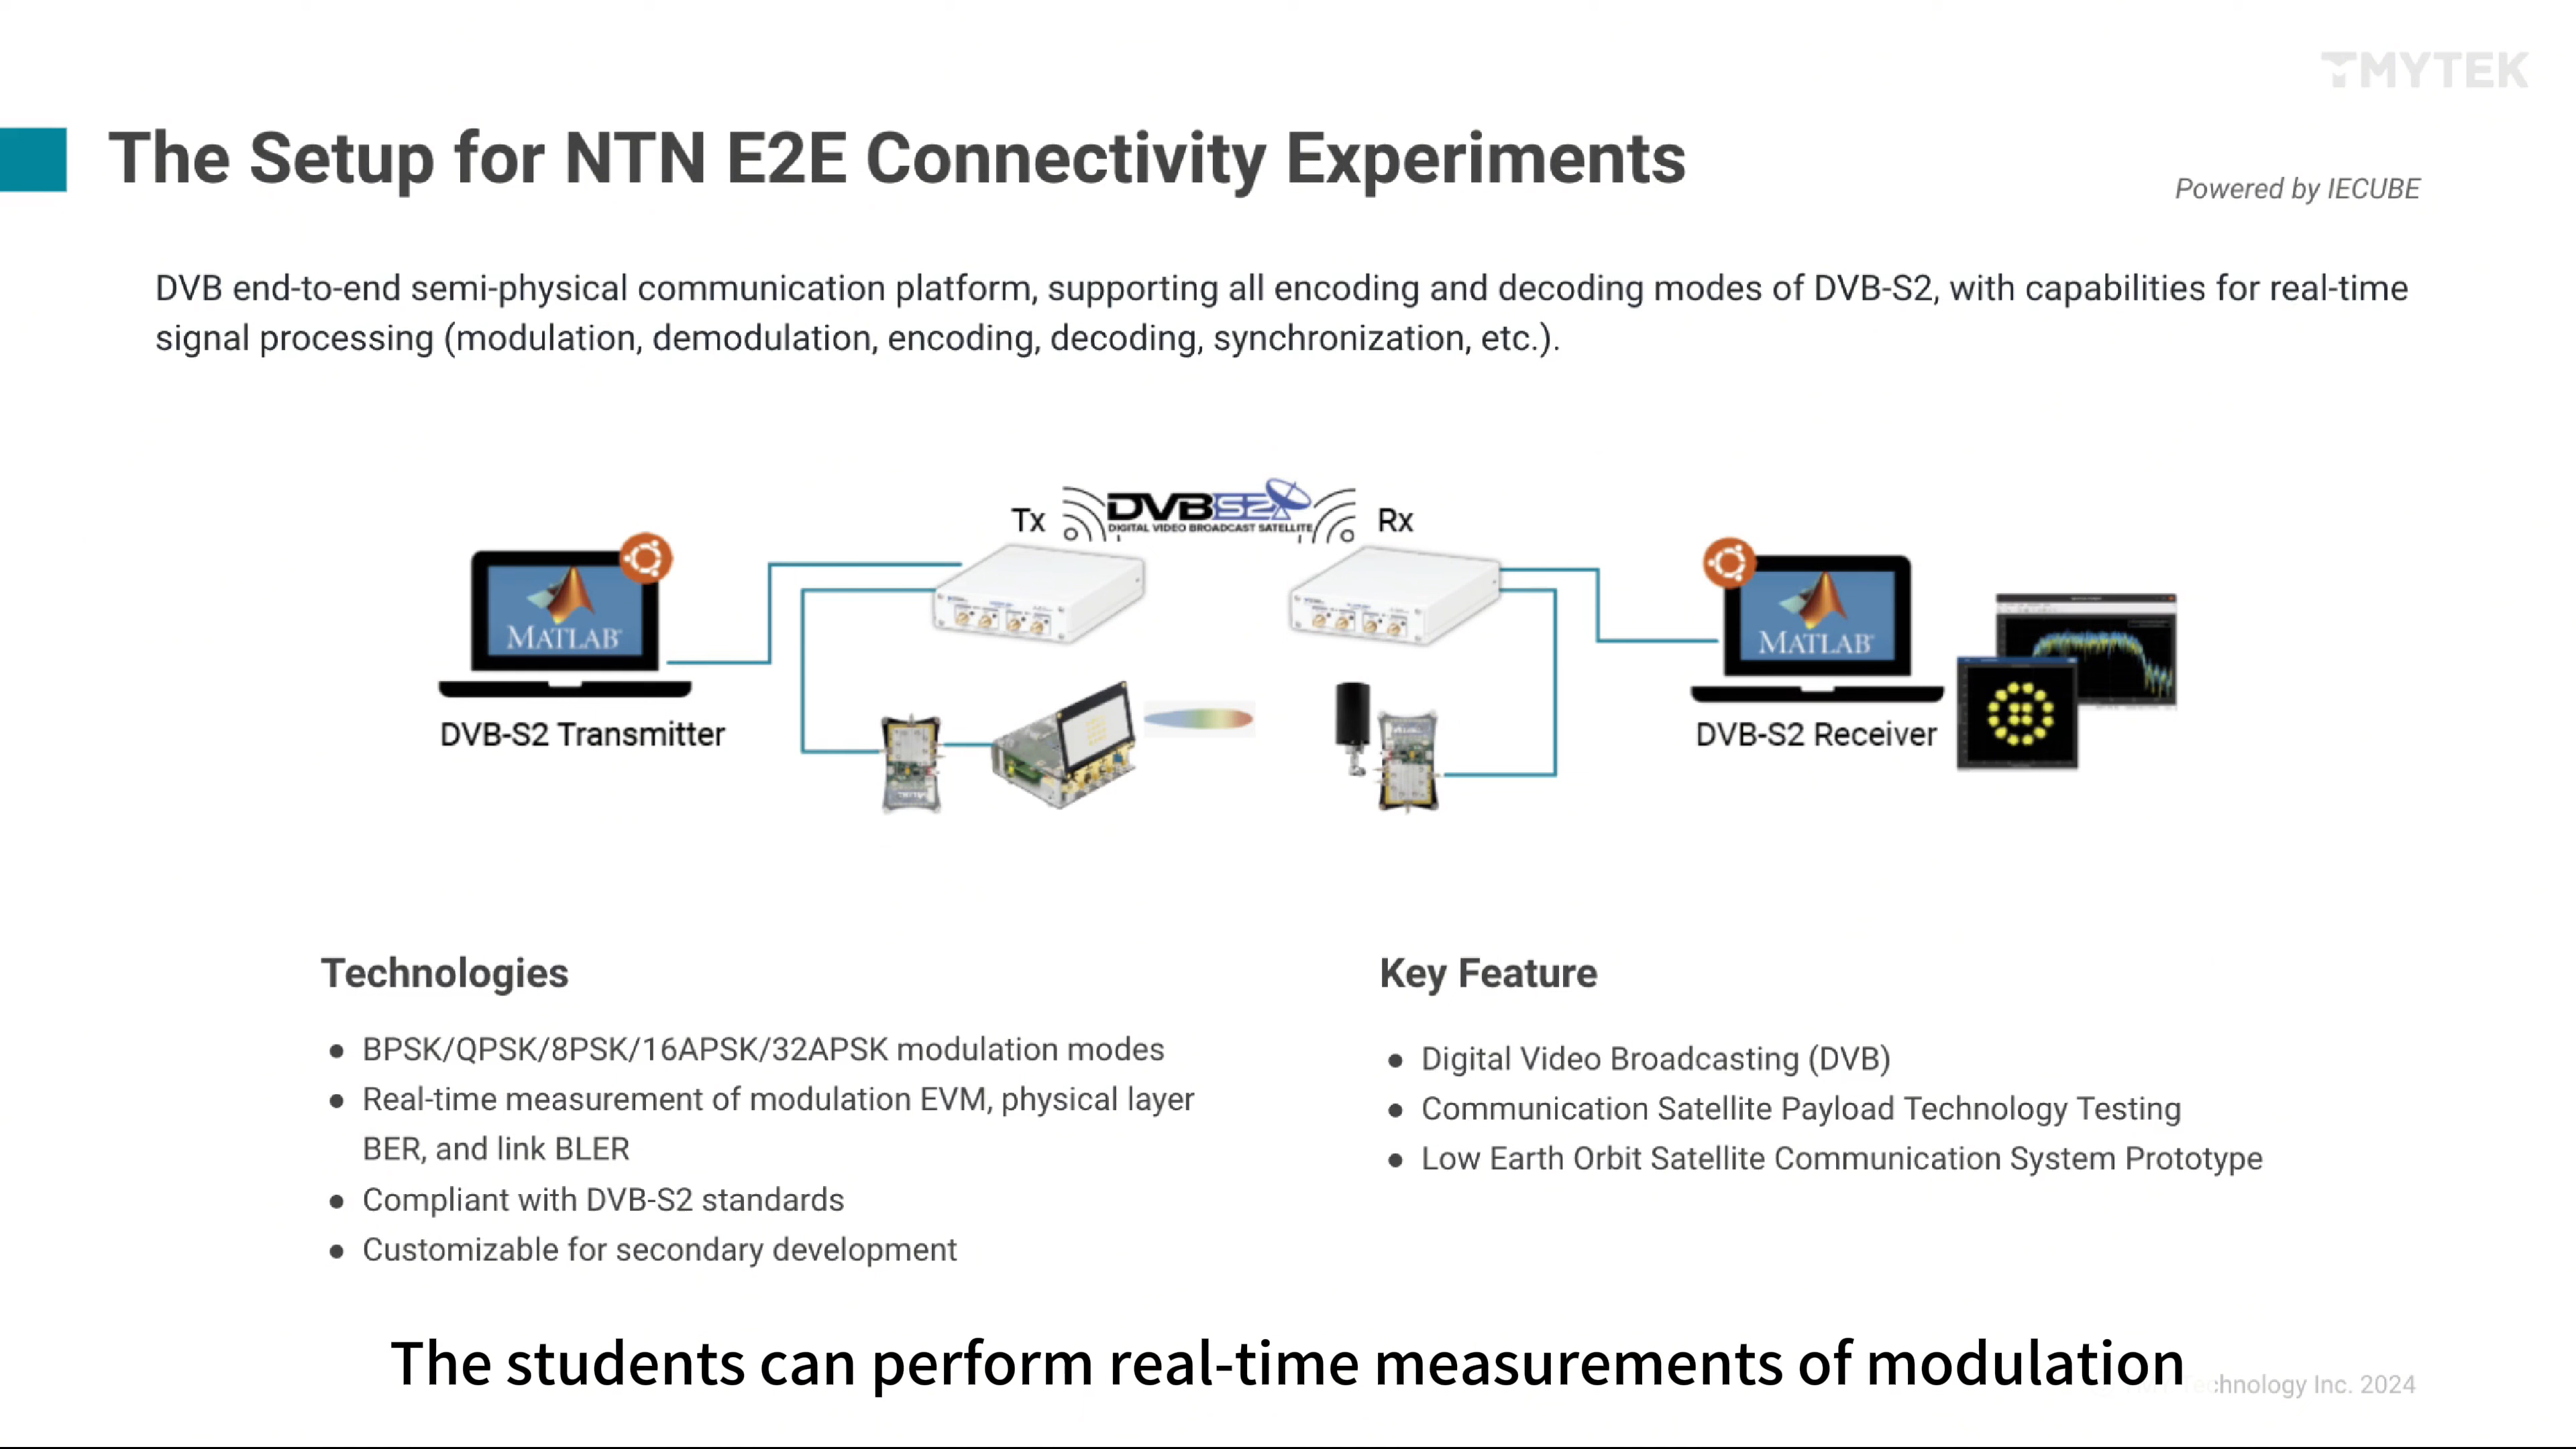 TMYTEK
The Setup for NTN E2E Connectivity Experiments
Powered by IECUBE
DVB end-to-end semi-physical communication platform, supporting all encoding and decoding modes of DVB-S2, with capabilities for real-time
signal processing (modulation, demodulation, encoding, decoding, synchronization, etc.).
Tx
DVBS2
DIGITAL VIDEO BROADCAST SATELLITE
Rx
MATLAB
MATLAB
DVB-S2 Transmitter
DVB-S2 Receiver
Technologies
● BPSK/QPSK/8PSK/16APSK/32APSK modulation modes
● Real-time measurement of modulation EVM, physical layer
BER, and link BLER
● Compliant with DVB-S2 standards
● Customizable for secondary development
Key Feature
● Digital Video Broadcasting (DVB)
● Communication Satellite Payload Technology Testing
● Low Earth Orbit Satellite Communication System Prototype
The students can perform real-time measurements of modulation
chnology Inc. 2024